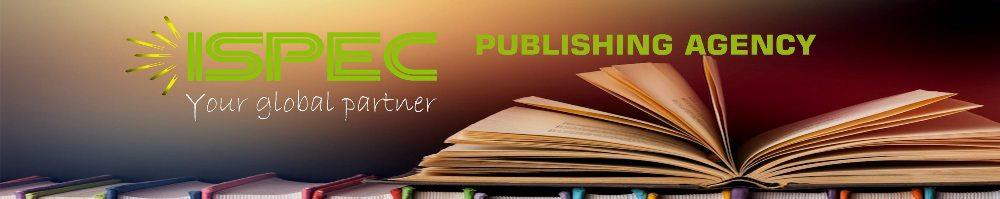 ISPEC
PUBLISHING AGENCY
Your global partner